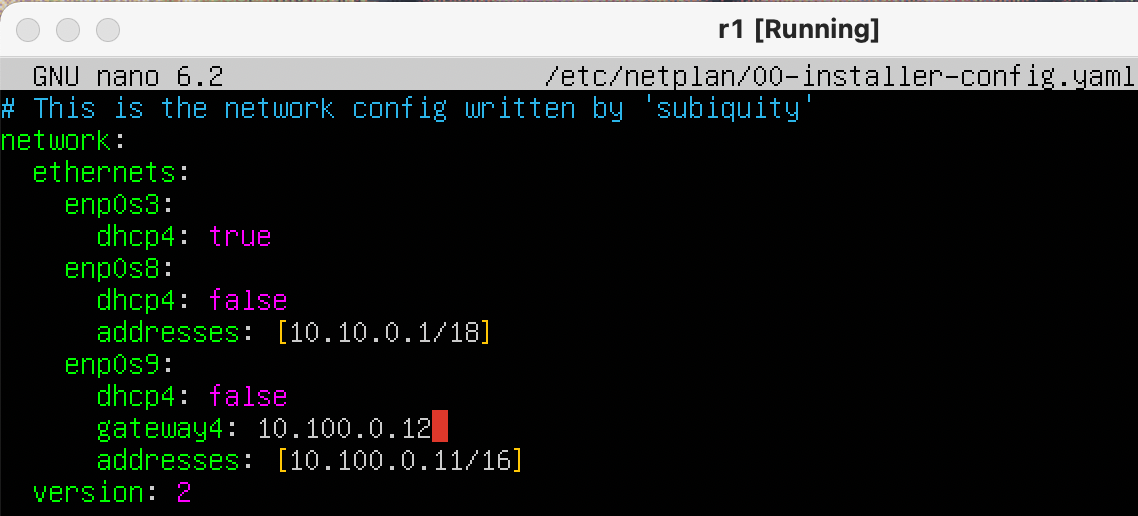 r1 [Running]
GNU nano 6.2 /etc/netplan/00-installer-config.yaml
# This is the network config written by 'subiquity'
network:
  ethernets:
    enp0s3:
      dhcp4: true
    enp0s8:
      dhcp4: false
      addresses: [10.10.0.1/18]
    enp0s9:
      dhcp4: false
      gateway4: 10.100.0.12
      addresses: [10.100.0.11/16]
  version: 2